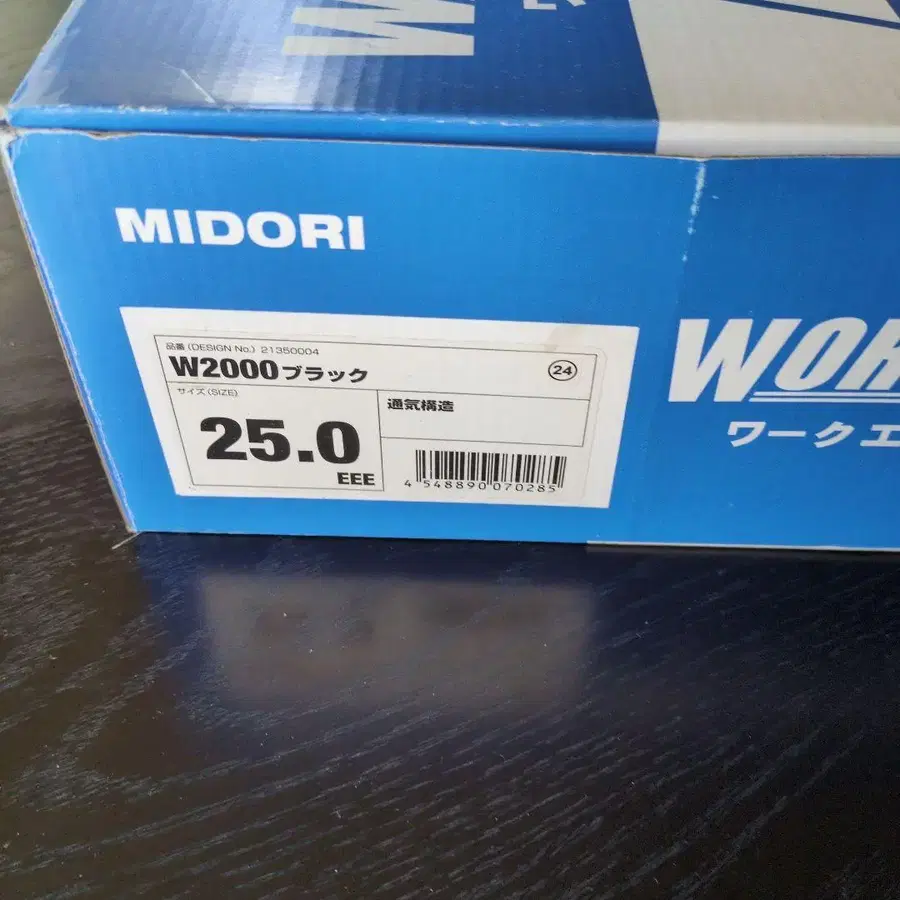 MIDORI
品番 (DESIGN No.) 21350004
W2000ブラック
24
サイズ (SIZE)
25.0
EEE
通気構造
4 548890 070285
WOR
ワークエ